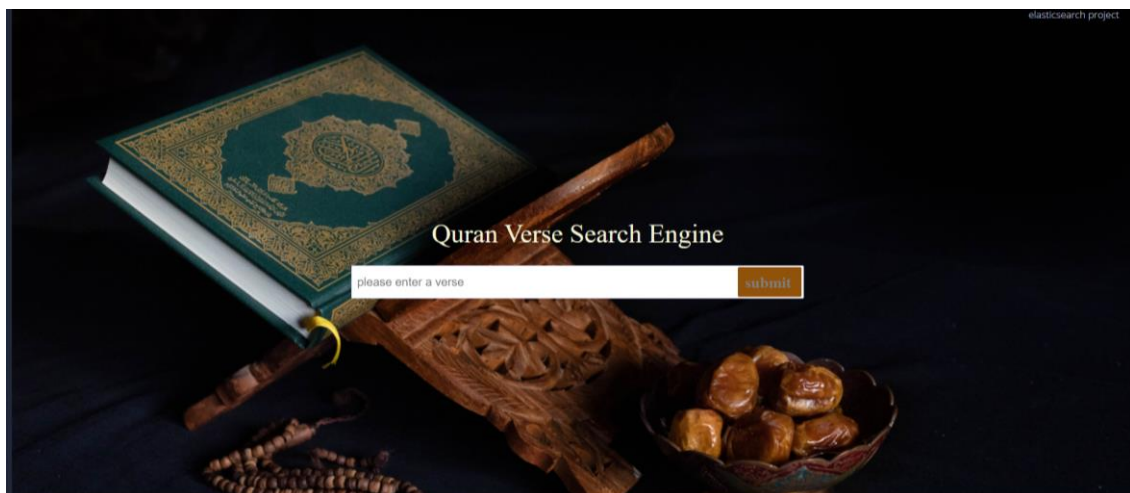 elasticsearch project
Quran Verse Search Engine
please enter a verse
submit